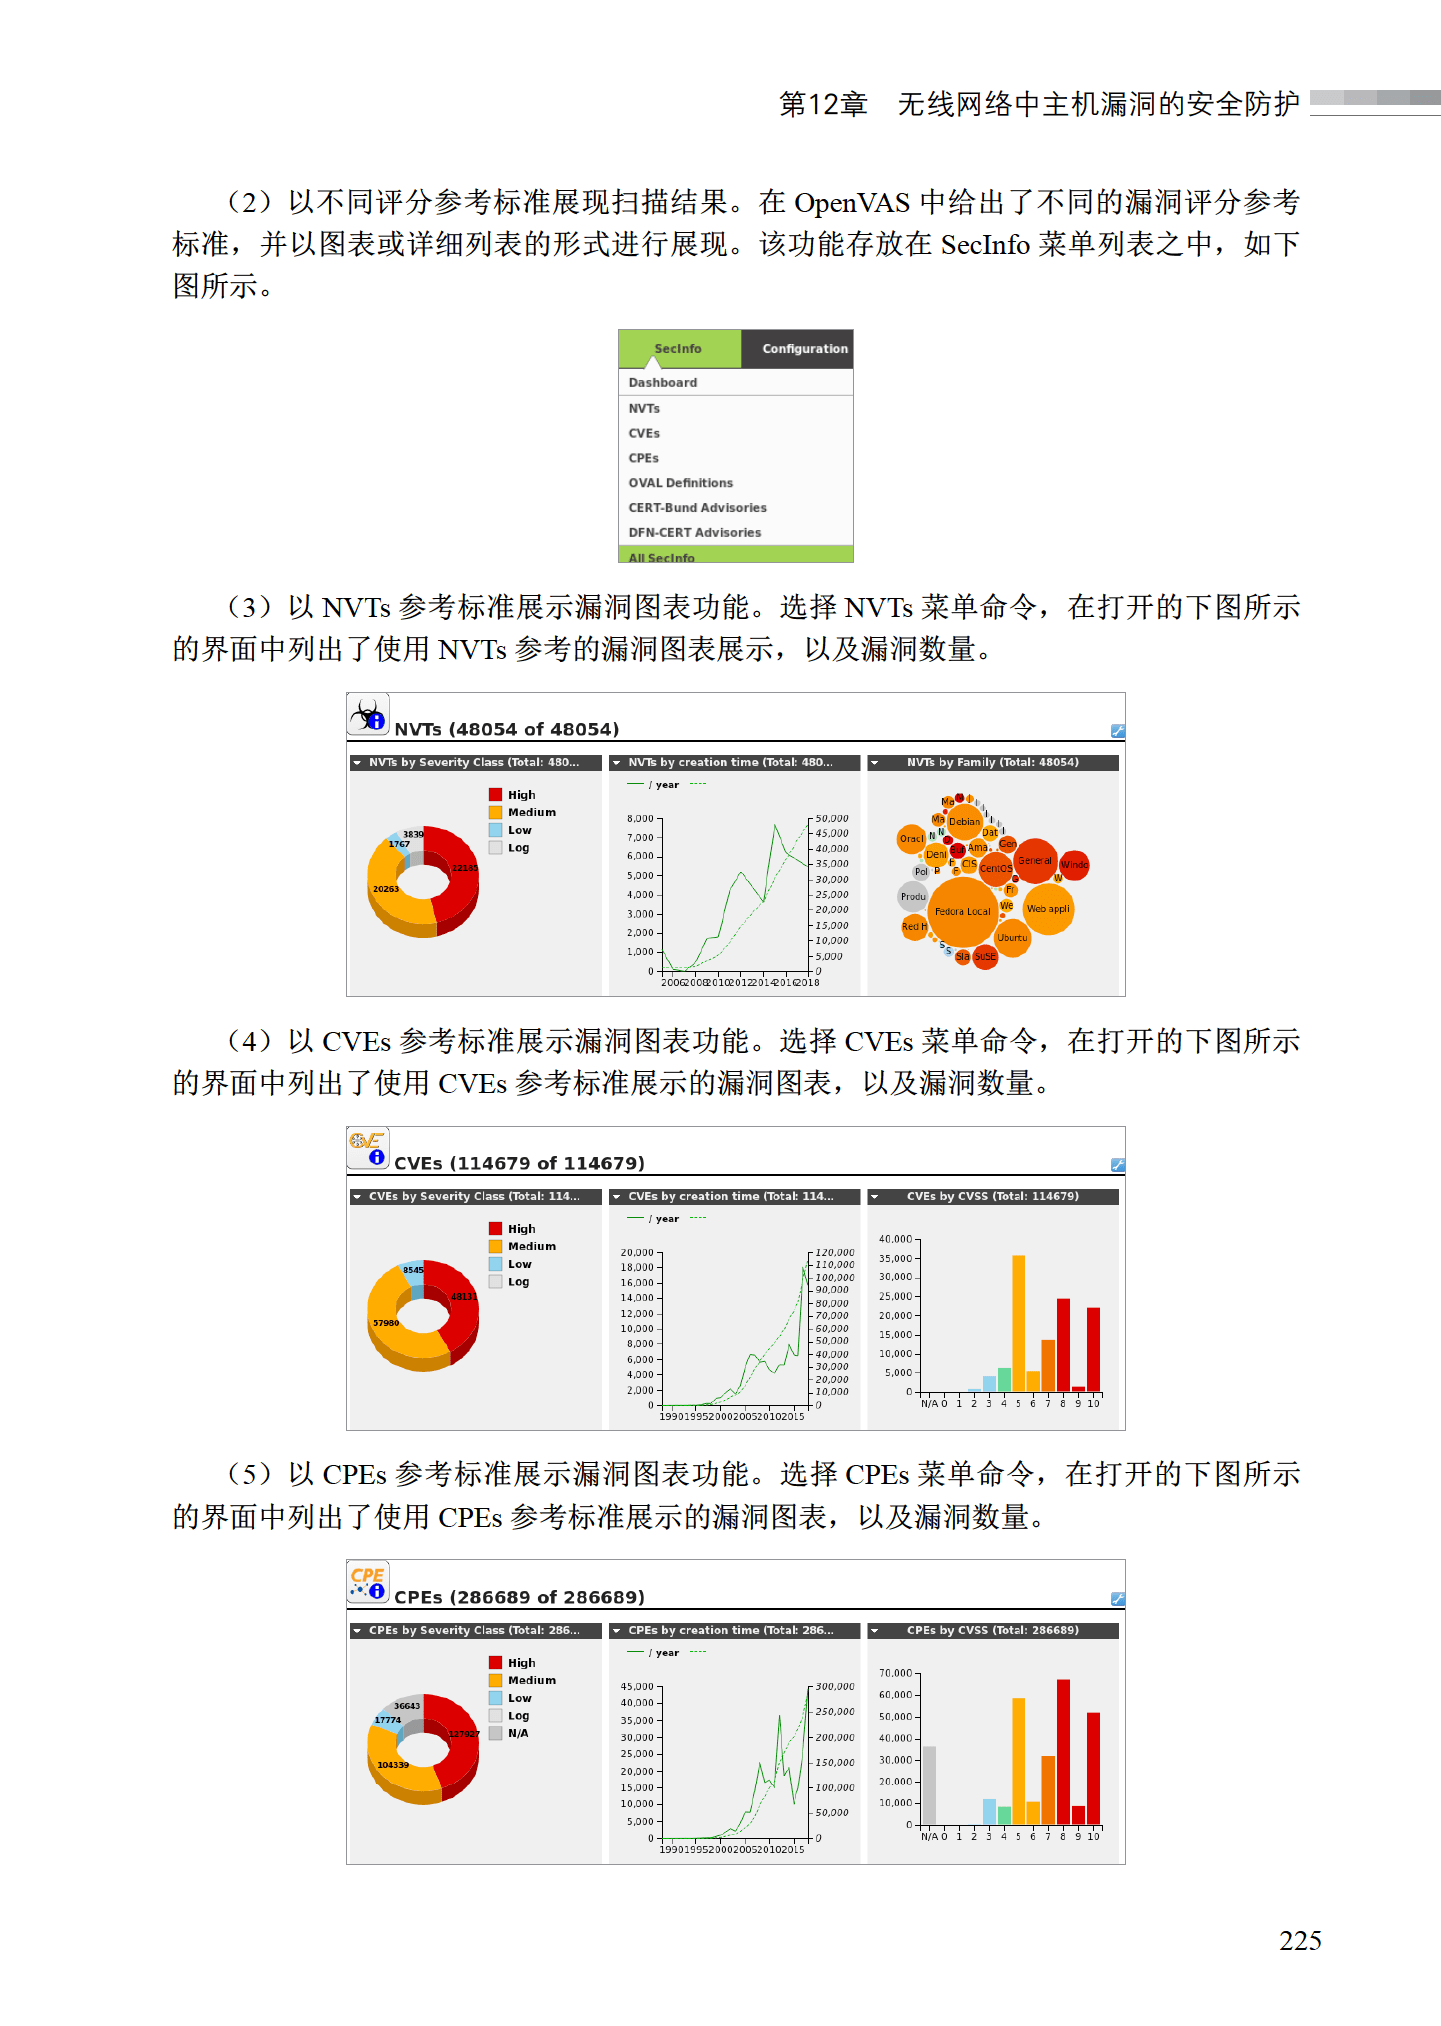 第12章　无线网络中主机漏洞的安全防护
（2）以不同评分参考标准展现扫描结果。在 OpenVAS 中给出了不同的漏洞评分参考
标准，并以图表或详细列表的形式进行展现。该功能存放在 SecInfo 菜单列表之中，如下
图所示。
SecInfo Configuration
Dashboard
NVTs
CVEs
CPEs
OVAL Definitions
CERT-Bund Advisories
DFN-CERT Advisories
All SecInfo
（3）以 NVTs 参考标准展示漏洞图表功能。选择 NVTs 菜单命令，在打开的下图所示
的界面中列出了使用 NVTs 参考的漏洞图表展示，以及漏洞数量。
NVTs (48054 of 48054)
NVTs by Severity Class (Total: 480...
High
Medium
Low
Log
3839
1767
22185
20263
NVTs by creation time (Total: 480...
/ year
8,000
7,000
6,000
5,000
4,000
3,000
2,000
1,000
0
50,000
45,000
40,000
35,000
30,000
25,000
20,000
15,000
10,000
5,000
0
2006 2008 2010 2012 2014 2016 2018
NVTs by Family (Total: 48054)
Ma
Ma
Debian
Dat
Oracl
N
N
Deni
Ama
Gen
CIS
CentOS
General
Windo
Pol
P
F
F
W
Produ
Fr
We
Fedora Local
Web appli
Red H
Ubuntu
S
S
Sla
SuSE
（4）以 CVEs 参考标准展示漏洞图表功能。选择 CVEs 菜单命令，在打开的下图所示
的界面中列出了使用 CVEs 参考标准展示的漏洞图表，以及漏洞数量。
CVE
CVEs (114679 of 114679)
CVEs by Severity Class (Total: 114...
High
Medium
Low
Log
8545
48131
57980
CVEs by creation time (Total: 114...
/ year
20,000
18,000
16,000
14,000
12,000
10,000
8,000
6,000
4,000
2,000
0
120,000
110,000
100,000
90,000
80,000
70,000
60,000
50,000
40,000
30,000
20,000
10,000
0
1990 1995 2000 2005 2010 2015
CVEs by CVSS (Total: 114679)
40,000
35,000
30,000
25,000
20,000
15,000
10,000
5,000
0
N/A 0 1 2 3 4 5 6 7 8 9 10
（5）以 CPEs 参考标准展示漏洞图表功能。选择 CPEs 菜单命令，在打开的下图所示
的界面中列出了使用 CPEs 参考标准展示的漏洞图表，以及漏洞数量。
CPE
CPEs (286689 of 286689)
CPEs by Severity Class (Total: 286...
High
Medium
Low
Log
N/A
36643
17774
127927
104339
CPEs by creation time (Total: 286...
/ year
45,000
40,000
35,000
30,000
25,000
20,000
15,000
10,000
5,000
0
300,000
250,000
200,000
150,000
100,000
50,000
0
1990 1995 2000 2005 2010 2015
CPEs by CVSS (Total: 286689)
70,000
60,000
50,000
40,000
30,000
20,000
10,000
0
N/A 0 1 2 3 4 5 6 7 8 9 10
225